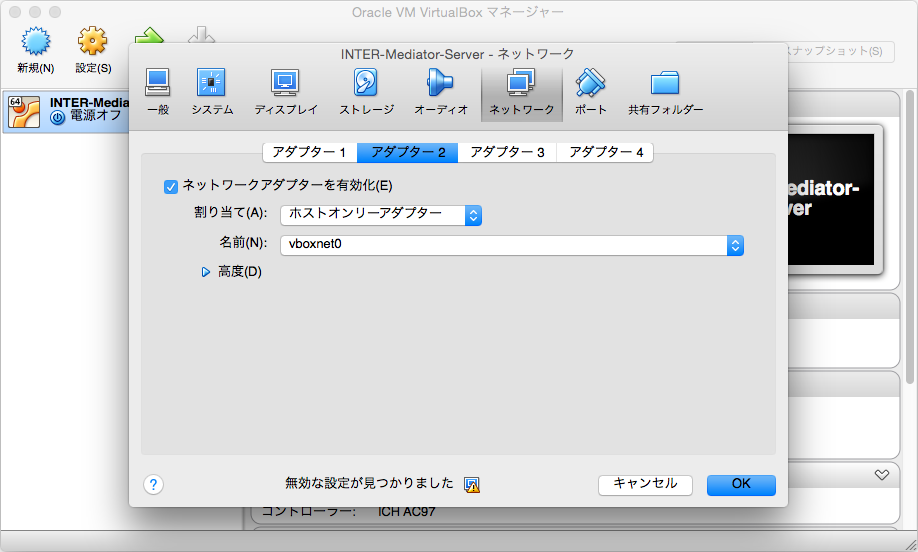 Oracle VM VirtualBox マネージャー
新規(N)
設定(S)
スナップショット(S)
64
INTER-Media
電源オフ
INTER-Mediator-Server - ネットワーク
一般
システム
ディスプレイ
ストレージ
オーディオ
ネットワーク
ポート
共有フォルダー
アダプター 1
アダプター 2
アダプター 3
アダプター 4
ネットワークアダプターを有効化(E)
割り当て(A):
ホストオンリーアダプター
名前(N):
vboxnet0
高度(D)
ediator-
ver
?
無効な設定が見つかりました
キャンセル
OK
コントローラー: ICH AC97